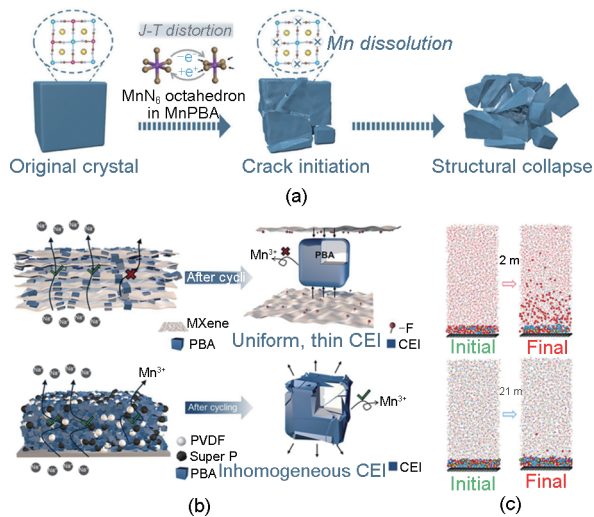 J-T distortion
−e⁻
+e⁻
Mn dissolution
MnN₆ octahedron
in MnPBA
Original crystal
Crack initiation
Structural collapse
(a)
Mn³⁺
PBA
After cycli
MXene
PBA
Uniform, thin CEI
−F
CEI
Mn³⁺
After cycling
Mn³⁺
PVDF
Super P
PBA
Inhomogeneous CEI
CEI
(b)
2 m
Initial
Final
21 m
Initial
Final
(c)